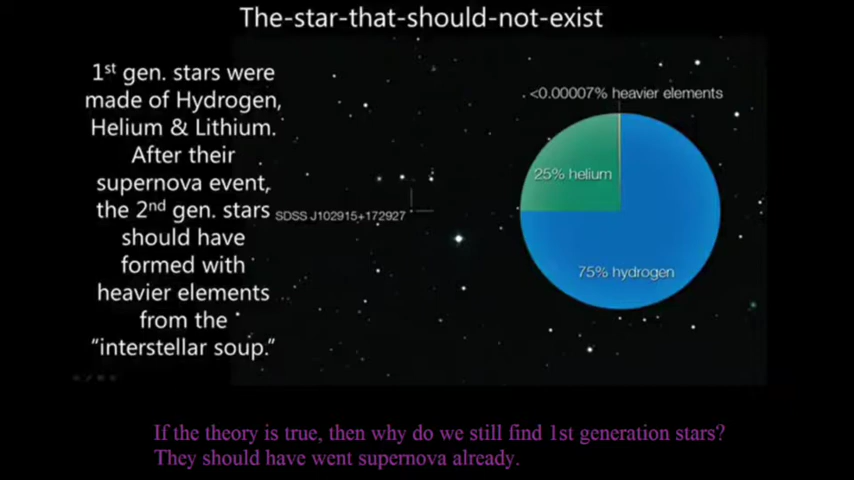 The-star-that-should-not-exist
1st gen. stars were
made of Hydrogen,
Helium & Lithium.
After their
supernova event,
the 2nd gen. stars
should have
formed with
heavier elements
from the
“interstellar soup.”
SDSS J102915+172927
<0.00007% heavier elements
25% helium
75% hydrogen
If the theory is true, then why do we still find 1st generation stars?
They should have went supernova already.